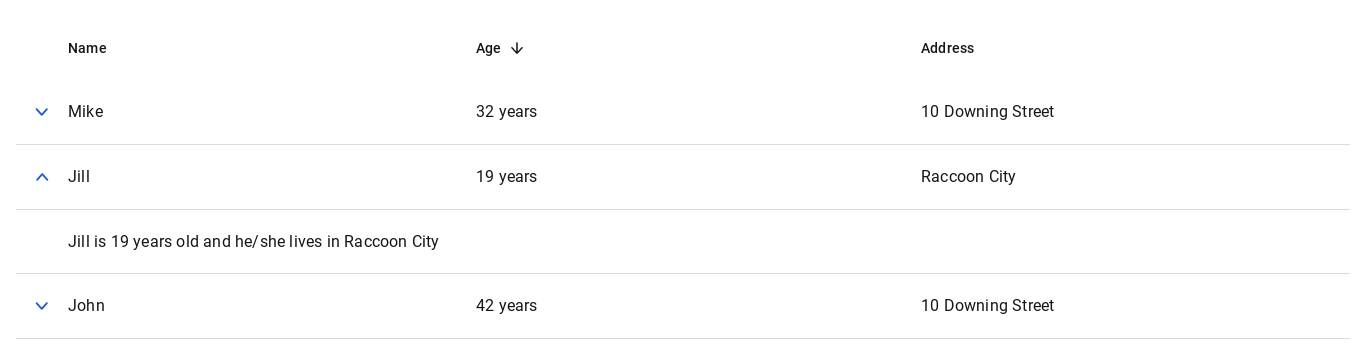 Name Age Address
Mike 32 years 10 Downing Street
Jill 19 years Raccoon City
Jill is 19 years old and he/she lives in Raccoon City
John 42 years 10 Downing Street